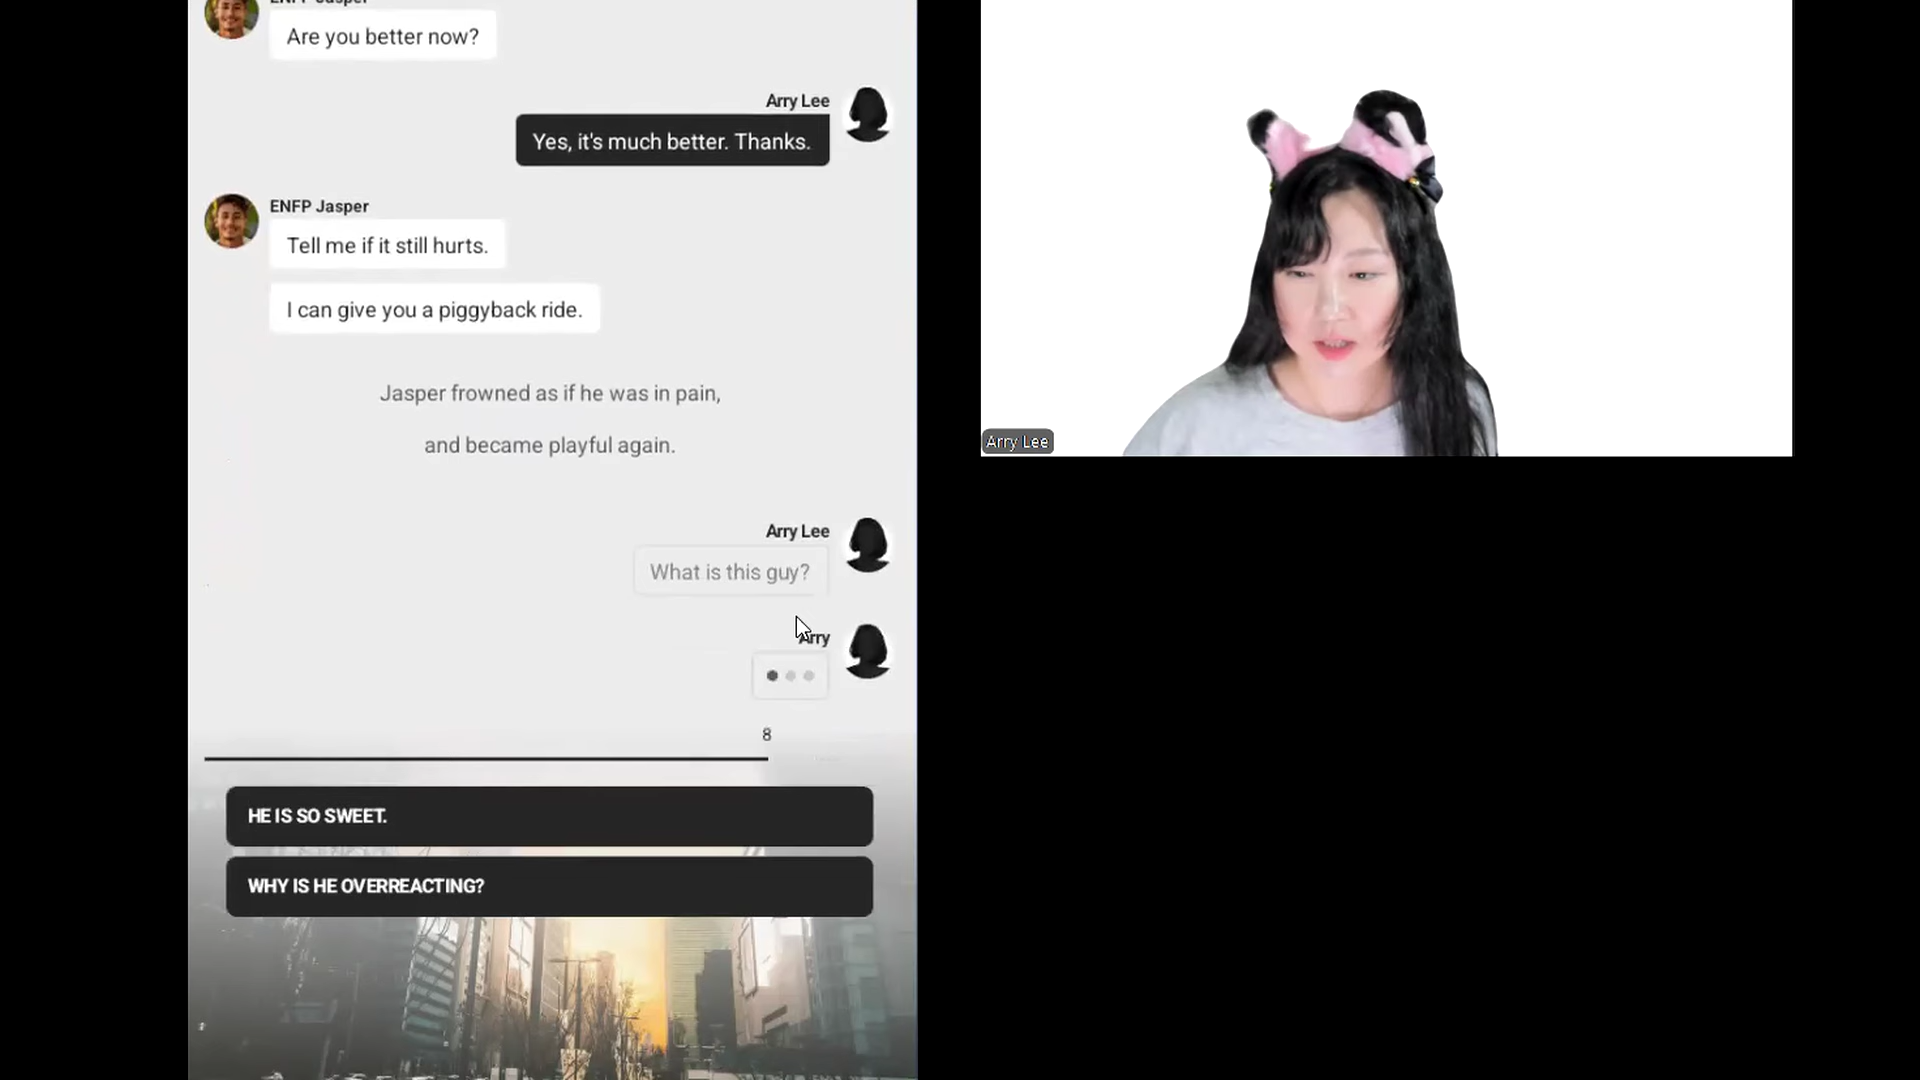 ENFP Jasper
Are you better now?
Arry Lee
Yes, it's much better. Thanks.
ENFP Jasper
Tell me if it still hurts.
I can give you a piggyback ride.
Jasper frowned as if he was in pain,
and became playful again.
Arry Lee
What is this guy?
Arry
8
HE IS SO SWEET.
WHY IS HE OVERREACTING?
Arry Lee